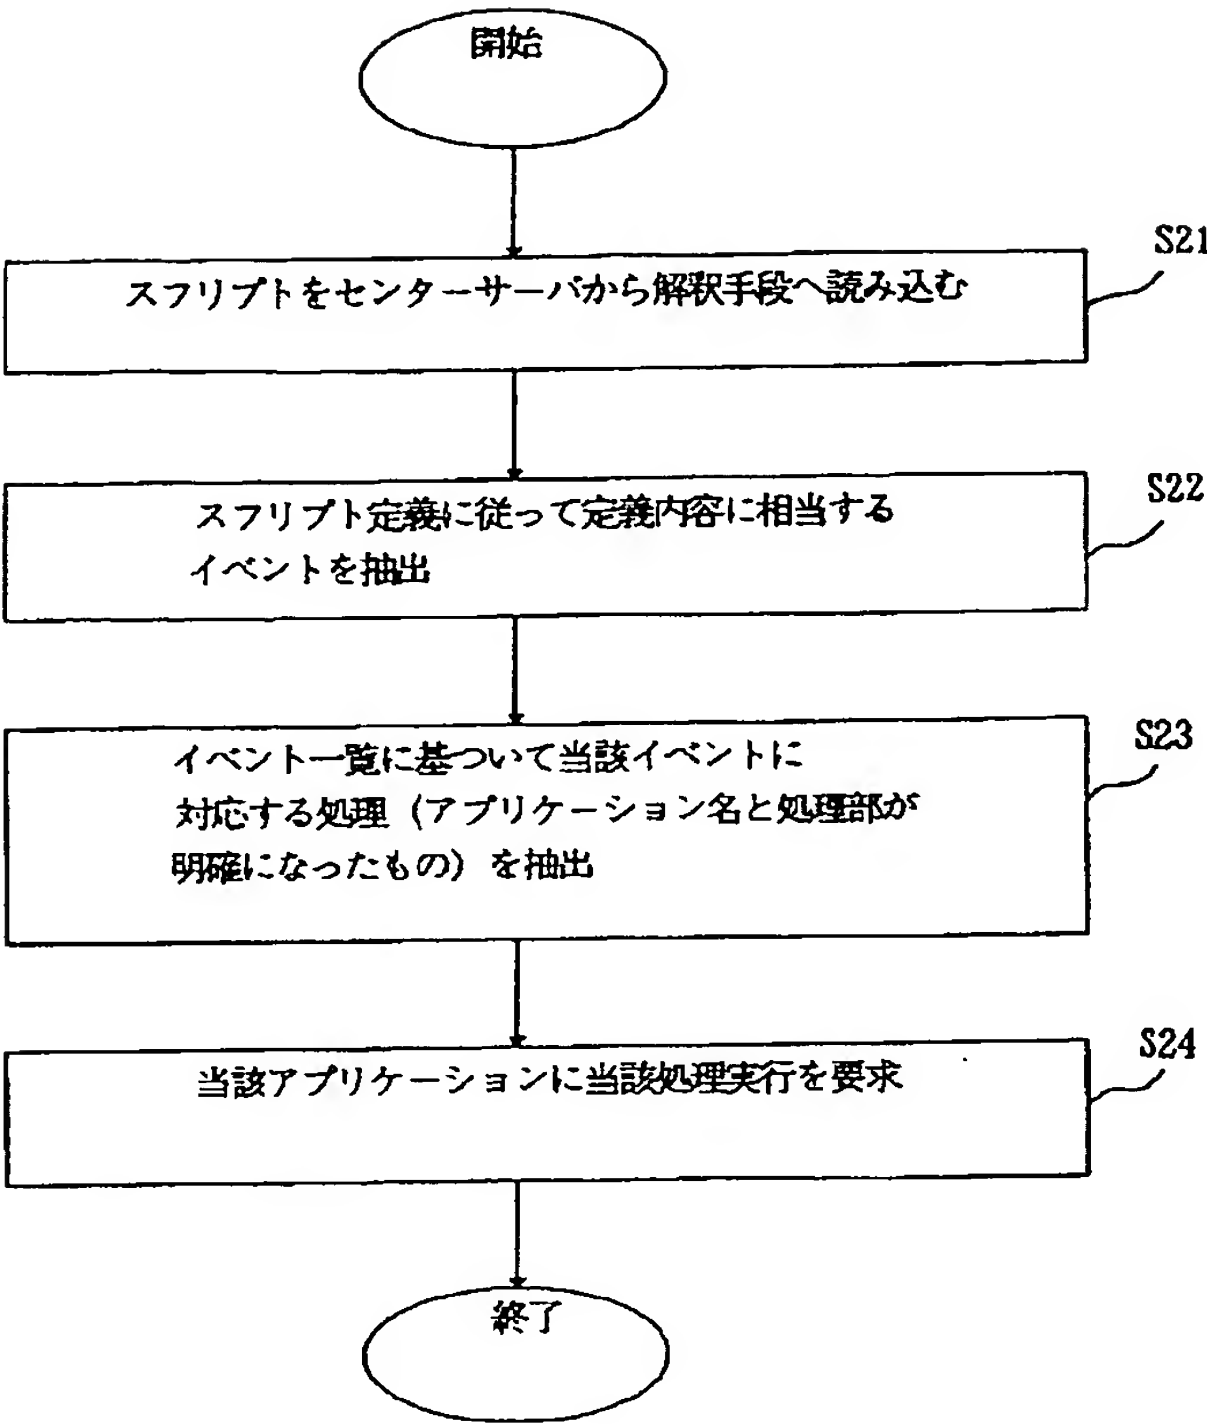 開始
S21
スクリプトをセンターサーバから解釈手段へ読み込む
S22
スクリプト定義に従って定義内容に相当する
イベントを抽出
S23
イベント一覧に基づいて当該イベントに
対応する処理（アプリケーション名と処理部が
明確になったもの）を抽出
S24
当該アプリケーションに当該処理実行を要求
終了